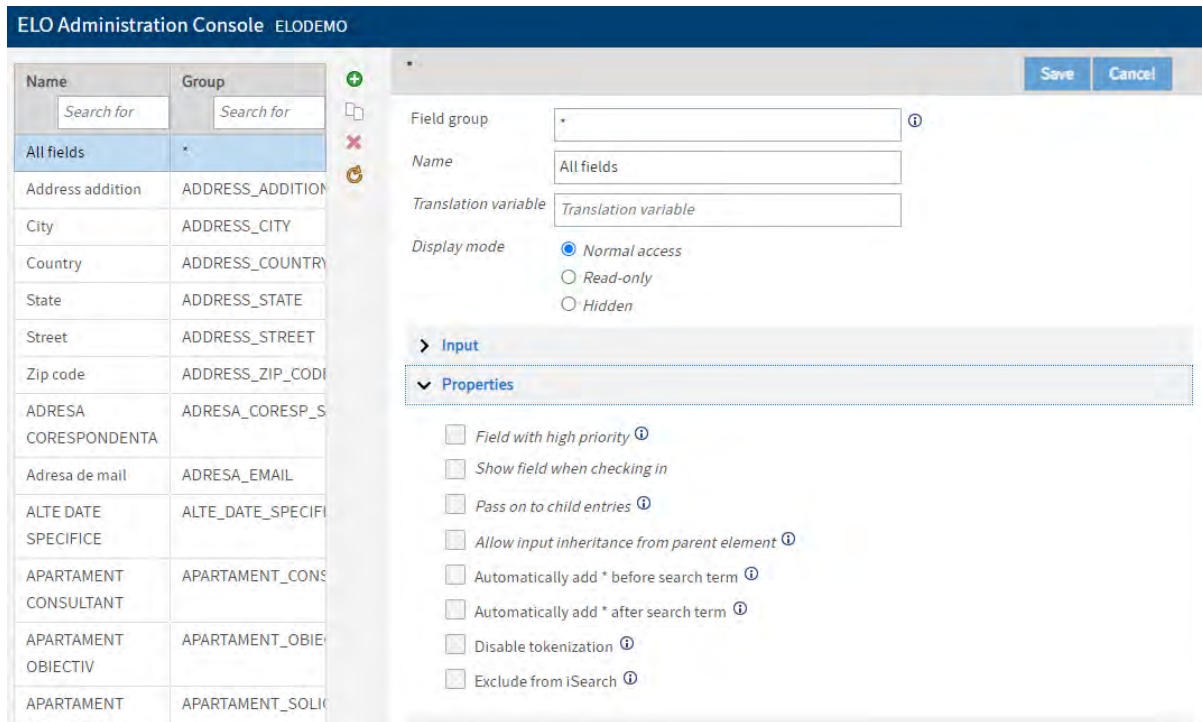 ELO Administration Console ELODEMO
Name Group
Search for Search for
All fields *
Address addition ADDRESS_ADDITION
City ADDRESS_CITY
Country ADDRESS_COUNTRY
State ADDRESS_STATE
Street ADDRESS_STREET
Zip code ADDRESS_ZIP_CODE
ADRESA ADRESA_CORESP_S
CORESPONDENTA
Adresa de mail ADRESA_EMAIL
ALTE DATE ALTE_DATE_SPECIFI
SPECIFICE
APARTAMENT APARTAMENT_CONS
CONSULTANT
APARTAMENT APARTAMENT_OBIE
OBIECTIV
APARTAMENT APARTAMENT_SOLI
*
Save Cancel
Field group *
Name All fields
Translation variable Translation variable
Display mode Normal access
Read-only
Hidden
Input
Properties
Field with high priority
Show field when checking in
Pass on to child entries
Allow input inheritance from parent element
Automatically add * before search term
Automatically add * after search term
Disable tokenization
Exclude from iSearch